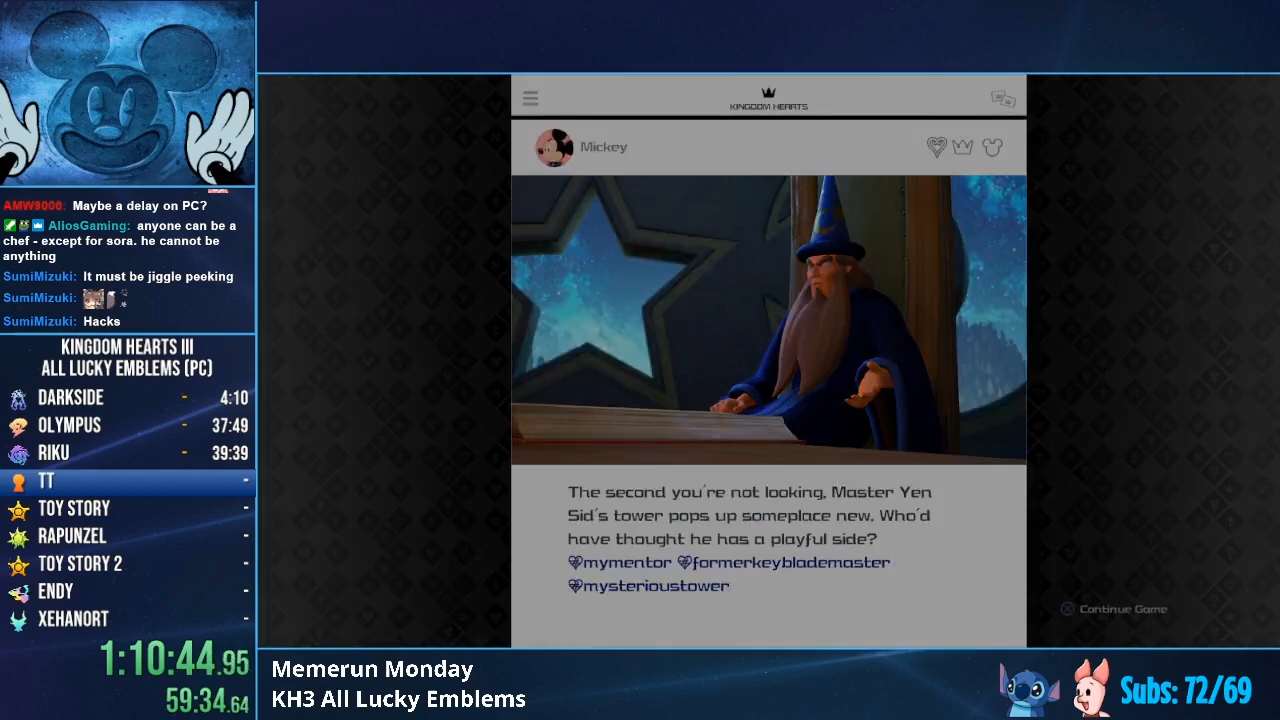 AMW9000: Maybe a delay on PC?
AliosGaming: anyone can be a
chef - except for sora. he cannot be
anything
SumiMizuki: It must be jiggle peeking
SumiMizuki:
SumiMizuki: Hacks
KINGDOM HEARTS III
ALL LUCKY EMBLEMS (PC)
DARKSIDE - 4:10
OLYMPUS - 37:49
RIKU - 39:39
TT -
TOY STORY -
RAPUNZEL -
TOY STORY 2 -
ENDY -
XEHANORT -
1:10:44.95
59:34.64
KINGDOM HEARTS
Mickey
The second you're not looking, Master Yen
Sid's tower pops up someplace new. Who'd
have thought he has a playful side?
mymentor formerkeyblademaster
mysterioustower
Continue Game
Memerun Monday
KH3 All Lucky Emblems
Subs: 72/69